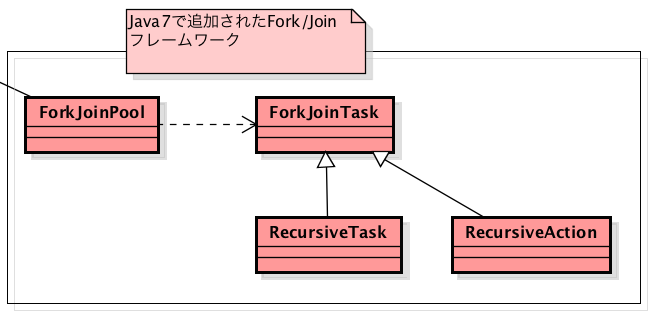 Java7で追加されたFork/Join
フレームワーク
ForkJoinPool
ForkJoinTask
RecursiveTask
RecursiveAction